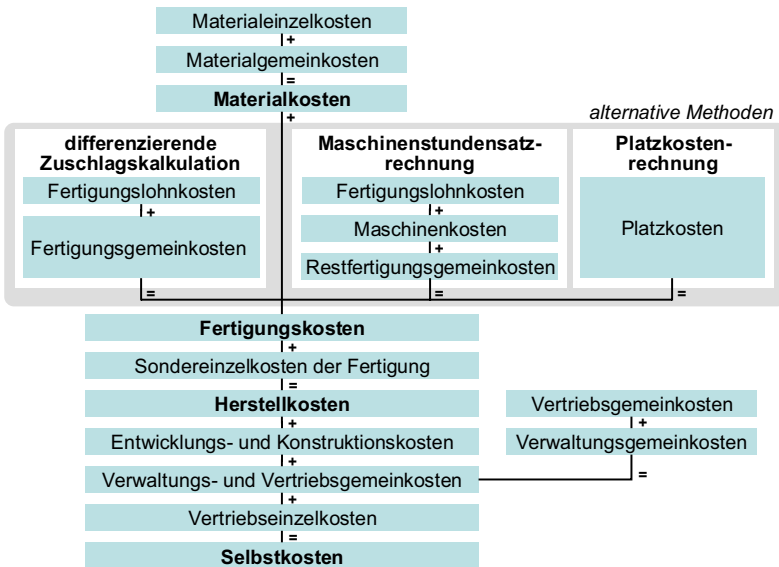 Materialeinzelkosten
+
Materialgemeinkosten
=
Materialkosten
+
alternative Methoden
differenzierende
Zuschlagskalkulation
Fertigungslohnkosten
+
Fertigungsgemeinkosten
=
Maschinenstundensatz-
rechnung
Fertigungslohnkosten
+
Maschinenkosten
+
Restfertigungsgemeinkosten
=
Platzkosten-
rechnung
Platzkosten
=
Fertigungskosten
+
Sondereinzelkosten der Fertigung
=
Herstellkosten
+
Entwicklungs- und Konstruktionskosten
+
Verwaltungs- und Vertriebsgemeinkosten
+
Vertriebseinzelkosten
=
Selbstkosten
Vertriebsgemeinkosten
+
Verwaltungsgemeinkosten
=